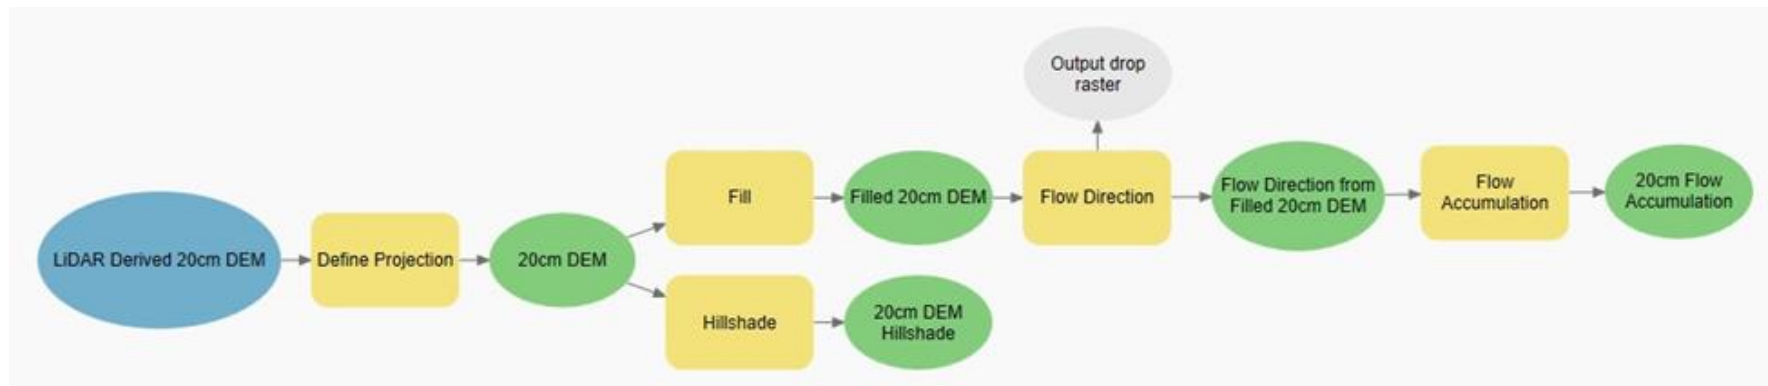 Output drop
raster
LiDAR Derived 20cm DEM
Define Projection
20cm DEM
Fill
Filled 20cm DEM
Flow Direction
Flow Direction from
Filled 20cm DEM
Flow
Accumulation
20cm Flow
Accumulation
Hillshade
20cm DEM
Hillshade